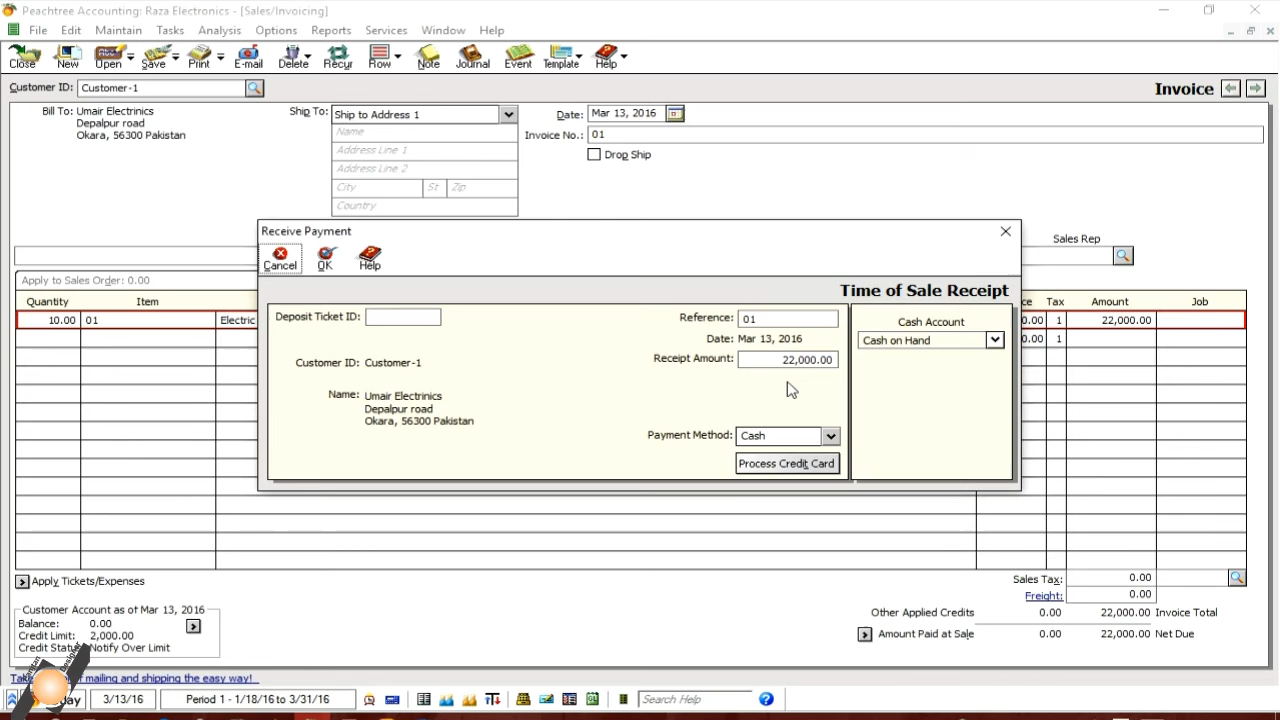 Peachtree Accounting: Raza Electronics - [Sales/Invoicing]
File Edit Maintain Tasks Analysis Options Reports Services Window Help
Close New Open Save Print E-mail Delete Recur Row Note Journal Event Template Help
Customer ID: Customer-1
Invoice
Bill To: Umair Electrinics
Depalpur road
Okara, 56300 Pakistan
Ship To: Ship to Address 1
Name
Address Line 1
Address Line 2
City St Zip
Country
Date: Mar 13, 2016
Invoice No.: 01
Drop Ship
Sales Rep
Apply to Sales Order: 0.00
Quantity Item ce Tax Amount Job
10.00 01 Electric 0.00 1 22,000.00
0.00 1
Receive Payment
Cancel OK Help
Time of Sale Receipt
Deposit Ticket ID:
Customer ID: Customer-1
Name: Umair Electrinics
Depalpur road
Okara, 56300 Pakistan
Reference: 01
Date: Mar 13, 2016
Receipt Amount: 22,000.00
Payment Method: Cash
Process Credit Card
Cash Account
Cash on Hand
Apply Tickets/Expenses
Customer Account as of Mar 13, 2016
Balance: 0.00
Credit Limit: 2,000.00
Credit Statu Notify Over Limit
Sales Tax: 0.00
Freight: 0.00
Other Applied Credits 0.00 22,000.00 Invoice Total
Amount Paid at Sale 0.00 22,000.00 Net Due
of mailing and shipping the easy way!
3/13/16 Period 1 - 1/18/16 to 3/31/16 Search Help